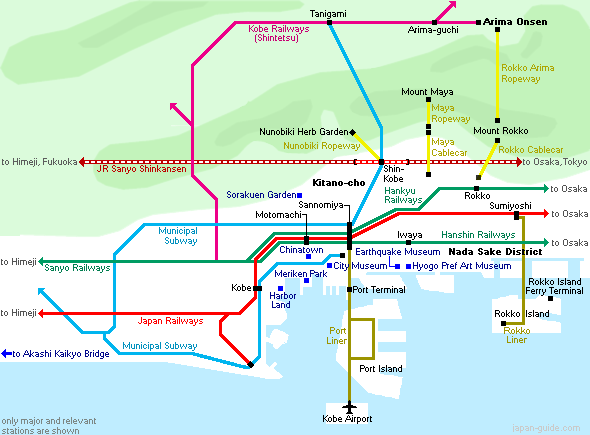 Tanigami
Kobe Railways
(Shintetsu)
Arima-guchi
Arima Onsen
Rokko Arima
Ropeway
Mount Maya
Maya
Ropeway
Nunobiki Herb Garden
Nunobiki Ropeway
Maya
Cablecar
Mount Rokko
Rokko Cablecar
to Himeji, Fukuoka
JR Sanyo Shinkansen
Shin-
Kobe
to Osaka,Tokyo
Kitano-cho
Sorakuen Garden
Hankyu
Railways
Rokko
to Osaka
Sannomiya
Motomachi
Sumiyoshi
to Osaka
Municipal
Subway
Iwaya
Hanshin Railways
to Osaka
Chinatown
Earthquake Museum
Nada Sake District
to Himeji
Sanyo Railways
City Museum
Hyogo Pref Art Museum
Meriken Park
Kobe
Harbor
Land
Port Terminal
Rokko Island
Ferry Terminal
to Himeji
Japan Railways
Rokko Island
Port
Liner
Rokko
Liner
Municipal Subway
to Akashi Kaikyo Bridge
Port Island
Kobe Airport
only major and relevant
stations are shown
japan-guide.com